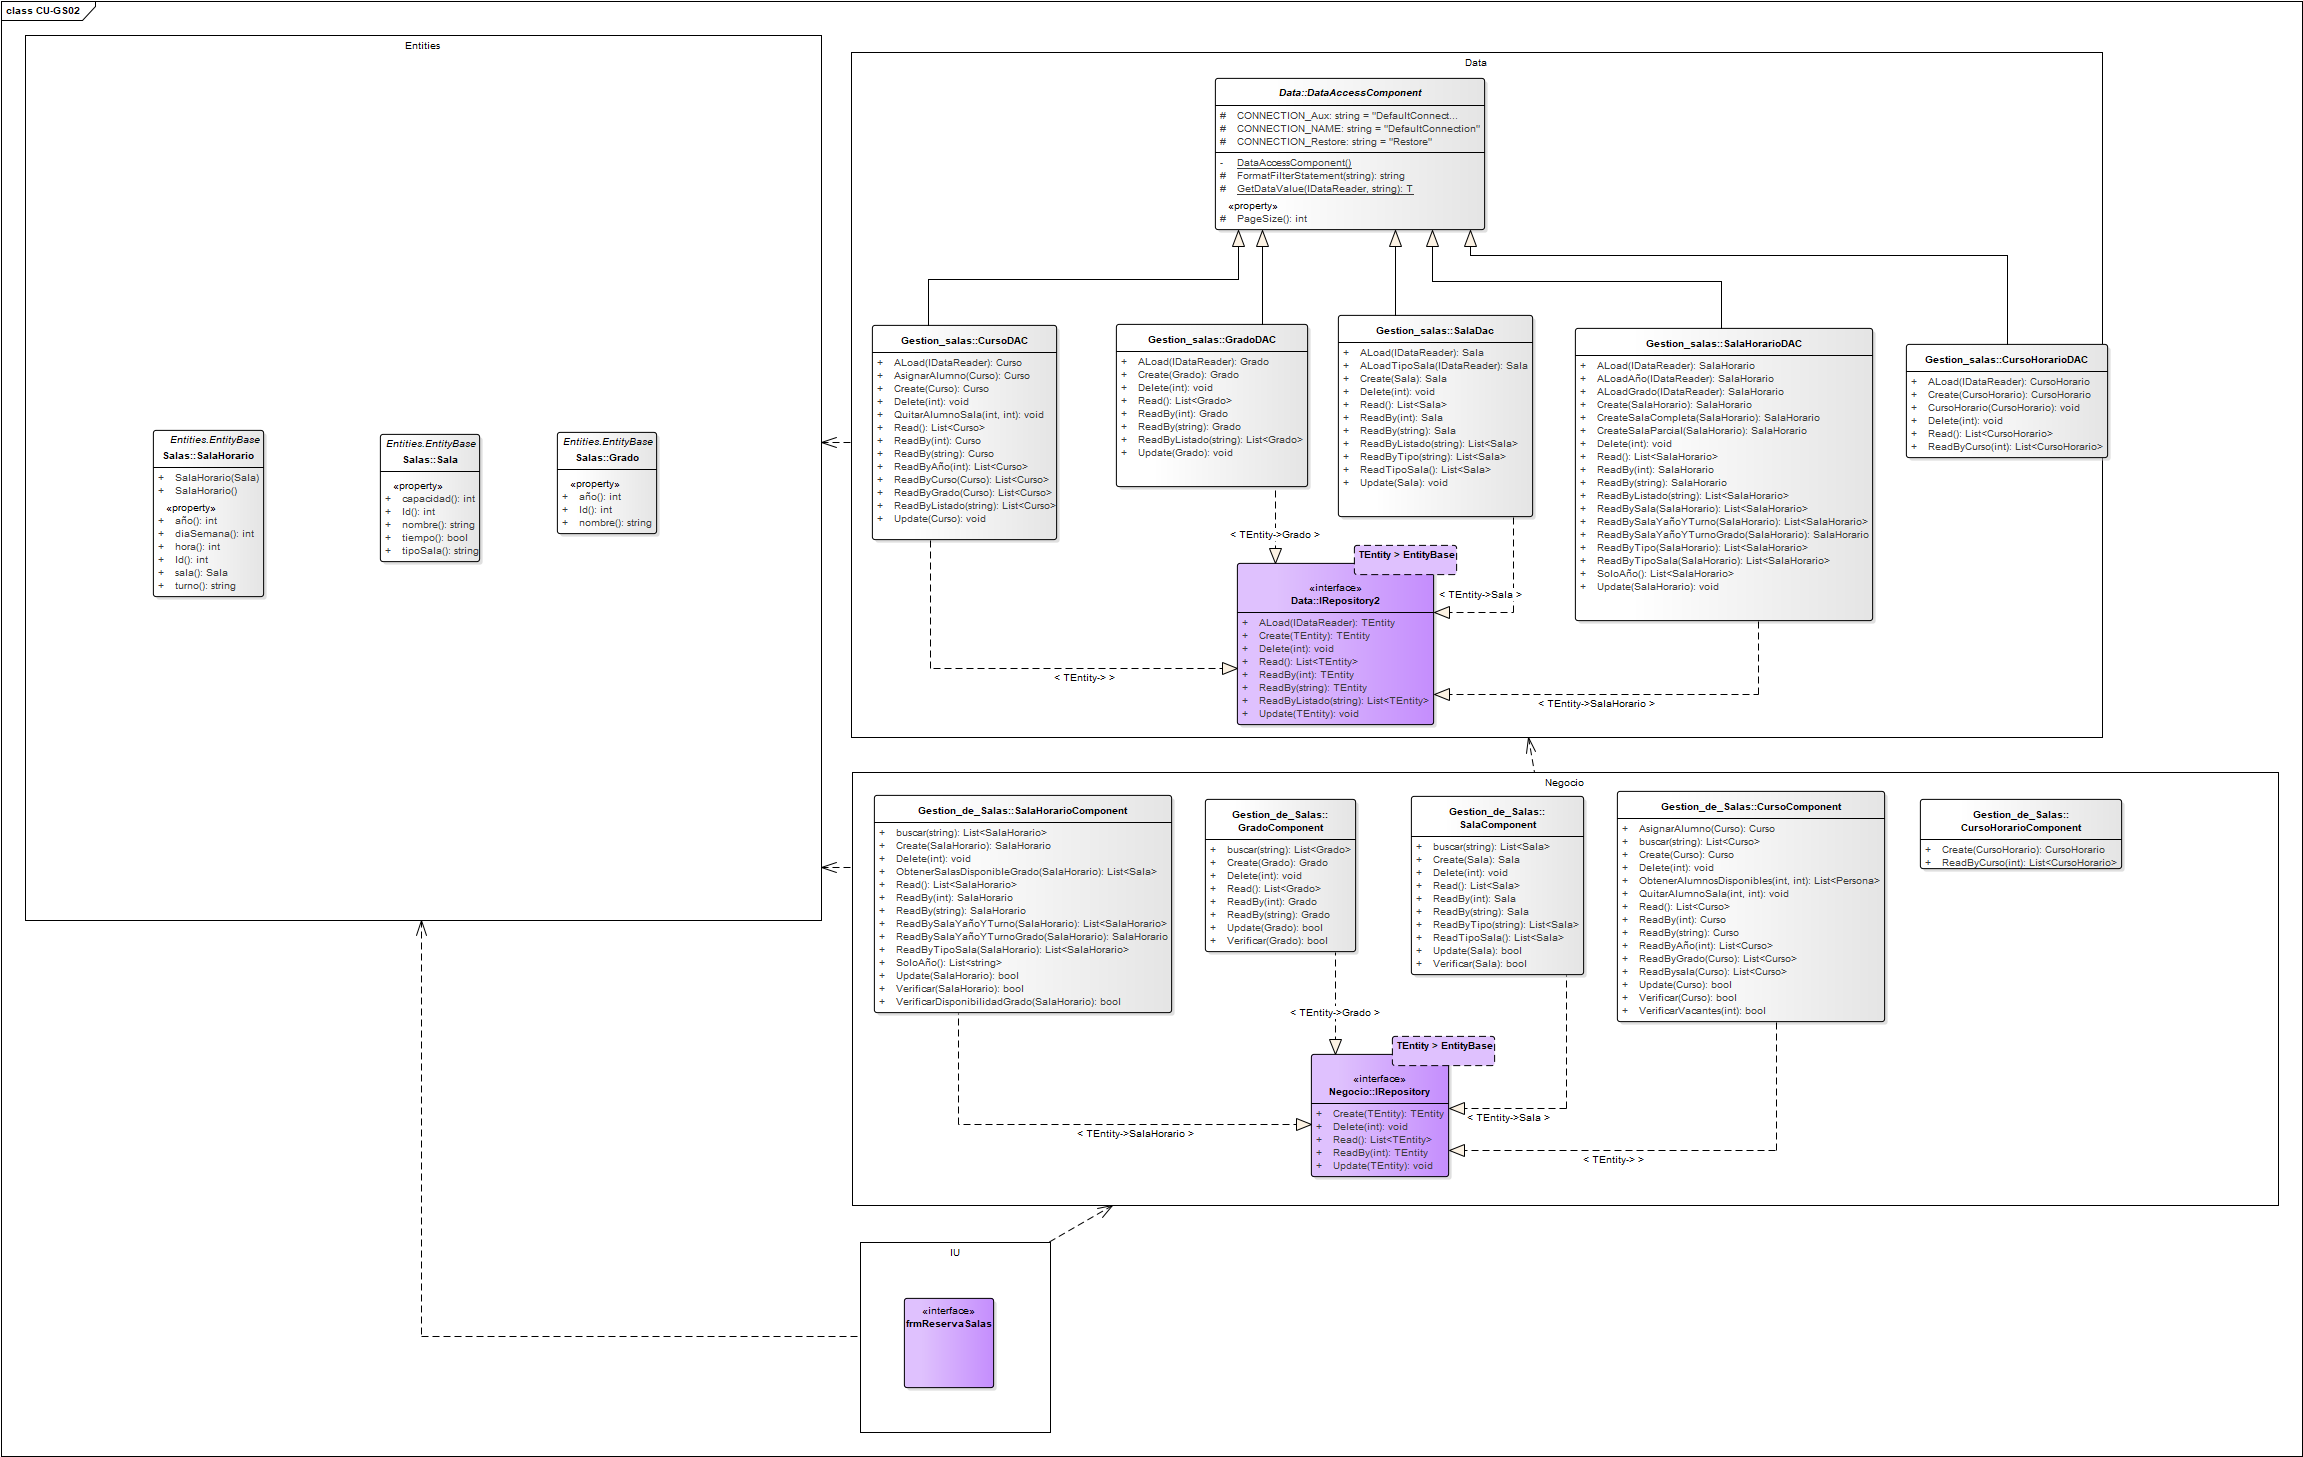 class CU-GS02
Entities
Entities.EntityBase
Salas::SalaHorario
+ SalaHorario(Sala)
+ SalaHorario()
«property»
+ año(): int
+ diaSemana(): int
+ hora(): int
+ Id(): int
+ sala(): Sala
+ turno(): string
Entities.EntityBase
Salas::Sala
«property»
+ capacidad(): int
+ Id(): int
+ nombre(): string
+ tiempo(): bool
+ tipoSala(): string
Entities.EntityBase
Salas::Grado
«property»
+ año(): int
+ Id(): int
+ nombre(): string
Data
Data::DataAccessComponent
# CONNECTION_Aux: string = "DefaultConnect...
# CONNECTION_NAME: string = "DefaultConnection"
# CONNECTION_Restore: string = "Restore"
- DataAccessComponent()
# FormatFilterStatement(string): string
# GetDataValue(IDataReader, string): T
«property»
# PageSize(): int
Gestion_salas::CursoDAC
+ ALoad(IDataReader): Curso
+ AsignarAlumno(Curso): Curso
+ Create(Curso): Curso
+ Delete(int): void
+ QuitarAlumnoSala(int, int): void
+ Read(): List<Curso>
+ ReadBy(int): Curso
+ ReadBy(string): Curso
+ ReadByAño(int): List<Curso>
+ ReadByCurso(Curso): List<Curso>
+ ReadByGrado(Curso): List<Curso>
+ ReadByListado(string): List<Curso>
+ Update(Curso): void
Gestion_salas::GradoDAC
+ ALoad(IDataReader): Grado
+ Create(Grado): Grado
+ Delete(int): void
+ Read(): List<Grado>
+ ReadBy(int): Grado
+ ReadBy(string): Grado
+ ReadByListado(string): List<Grado>
+ Update(Grado): void
Gestion_salas::SalaDac
+ ALoad(IDataReader): Sala
+ ALoadTipoSala(IDataReader): Sala
+ Create(Sala): Sala
+ Delete(int): void
+ Read(): List<Sala>
+ ReadBy(int): Sala
+ ReadBy(string): Sala
+ ReadByListado(string): List<Sala>
+ ReadByTipo(string): List<Sala>
+ ReadTipoSala(): List<Sala>
+ Update(Sala): void
Gestion_salas::SalaHorarioDAC
+ ALoad(IDataReader): SalaHorario
+ ALoadAño(IDataReader): SalaHorario
+ ALoadGrado(IDataReader): SalaHorario
+ Create(SalaHorario): SalaHorario
+ CreateSalaCompleta(SalaHorario): SalaHorario
+ CreateSalaParcial(SalaHorario): SalaHorario
+ Delete(int): void
+ Read(): List<SalaHorario>
+ ReadBy(int): SalaHorario
+ ReadBy(string): SalaHorario
+ ReadByListado(string): List<SalaHorario>
+ ReadBySala(SalaHorario): List<SalaHorario>
+ ReadBySalaYañoYTurno(SalaHorario): List<SalaHorario>
+ ReadBySalaYañoYTurnoGrado(SalaHorario): SalaHorario
+ ReadByTipo(SalaHorario): List<SalaHorario>
+ ReadByTipoSala(SalaHorario): List<SalaHorario>
+ SoloAño(): List<SalaHorario>
+ Update(SalaHorario): void
Gestion_salas::CursoHorarioDAC
+ ALoad(IDataReader): CursoHorario
+ Create(CursoHorario): CursoHorario
+ CursoHorario(CursoHorario): void
+ Delete(int): void
+ Read(): List<CursoHorario>
+ ReadByCurso(int): List<CursoHorario>
< TEntity->Grado >
TEntity > EntityBase
«interface»
Data::IRepository2
+ ALoad(IDataReader): TEntity
+ Create(TEntity): TEntity
+ Delete(int): void
+ Read(): List<TEntity>
+ ReadBy(int): TEntity
+ ReadBy(string): TEntity
+ ReadByListado(string): List<TEntity>
+ Update(TEntity): void
< TEntity->Sala >
< TEntity-> >
< TEntity->SalaHorario >
Negocio
Gestion_de_Salas::SalaHorarioComponent
+ buscar(string): List<SalaHorario>
+ Create(SalaHorario): SalaHorario
+ Delete(int): void
+ ObtenerSalasDisponibleGrado(SalaHorario): List<Sala>
+ Read(): List<SalaHorario>
+ ReadBy(int): SalaHorario
+ ReadBy(string): SalaHorario
+ ReadBySalaYañoYTurno(SalaHorario): List<SalaHorario>
+ ReadBySalaYañoYTurnoGrado(SalaHorario): SalaHorario
+ ReadByTipoSala(SalaHorario): List<SalaHorario>
+ SoloAño(): List<string>
+ Update(SalaHorario): bool
+ Verificar(SalaHorario): bool
+ VerificarDisponibilidadGrado(SalaHorario): bool
Gestion_de_Salas::
GradoComponent
+ buscar(string): List<Grado>
+ Create(Grado): Grado
+ Delete(int): void
+ Read(): List<Grado>
+ ReadBy(int): Grado
+ ReadBy(string): Grado
+ Update(Grado): bool
+ Verificar(Grado): bool
Gestion_de_Salas::
SalaComponent
+ buscar(string): List<Sala>
+ Create(Sala): Sala
+ Delete(int): void
+ Read(): List<Sala>
+ ReadBy(int): Sala
+ ReadBy(string): Sala
+ ReadByTipo(string): List<Sala>
+ ReadTipoSala(): List<Sala>
+ Update(Sala): bool
+ Verificar(Sala): bool
Gestion_de_Salas::CursoComponent
+ AsignarAlumno(Curso): Curso
+ buscar(string): List<Curso>
+ Create(Curso): Curso
+ Delete(int): void
+ ObtenerAlumnosDisponibles(int, int): List<Persona>
+ QuitarAlumnoSala(int, int): void
+ Read(): List<Curso>
+ ReadBy(int): Curso
+ ReadBy(string): Curso
+ ReadByAño(int): List<Curso>
+ ReadByGrado(Curso): List<Curso>
+ ReadBysala(Curso): List<Curso>
+ Update(Curso): bool
+ Verificar(Curso): bool
+ VerificarVacantes(int): bool
Gestion_de_Salas::
CursoHorarioComponent
+ Create(CursoHorario): CursoHorario
+ ReadByCurso(int): List<CursoHorario>
< TEntity->Grado >
TEntity > EntityBase
«interface»
Negocio::IRepository
+ Create(TEntity): TEntity
+ Delete(int): void
+ Read(): List<TEntity>
+ ReadBy(int): TEntity
+ Update(TEntity): void
< TEntity->Sala >
< TEntity->SalaHorario >
< TEntity-> >
IU
«interface»
frmReservaSalas